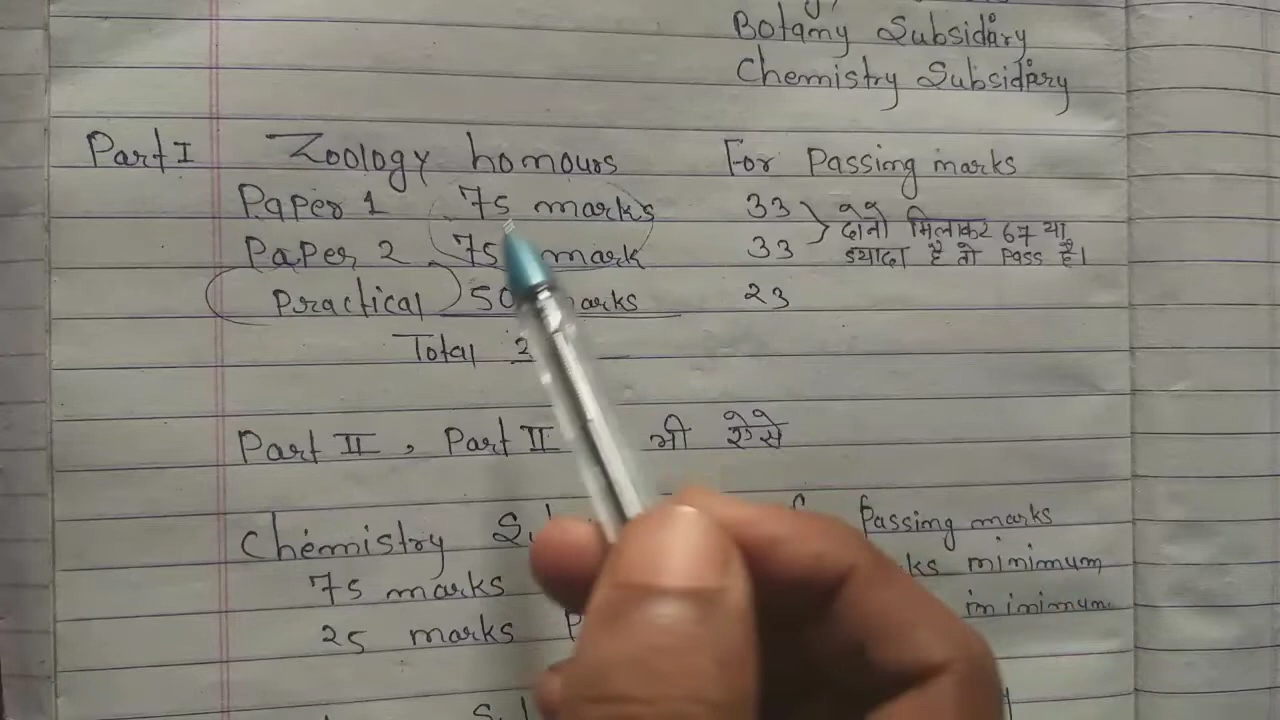 Botany Subsidiary
Chemistry Subsidiary
Part I Zoology honours For Passing marks
Paper 1 75 marks 33
Paper 2 75 mark 33
दोनों मिलाकर 67 या
ज्यादा है तो pass है।
Practical 50 marks 23
Total
Part II , Part II भी ऐसे
Chemistry Passing marks
75 marks minimum
25 marks minimum